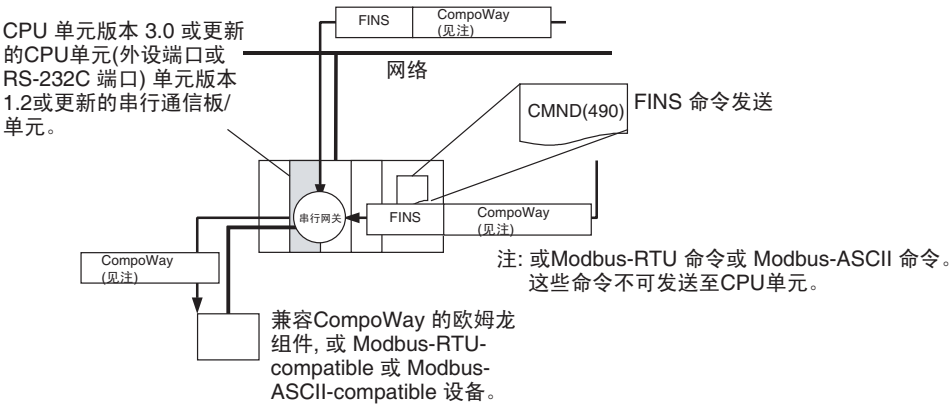 FINS
CompoWay
(见注)
CPU 单元版本 3.0 或更新
的CPU单元(外设端口或
RS-232C 端口) 单元版本
1.2或更新的串行通信板/
单元。
网络
CMND(490)
FINS 命令发送
串行网关
FINS
CompoWay
(见注)
CompoWay
(见注)
注: 或Modbus-RTU 命令或 Modbus-ASCII 命令。
这些命令不可发送至CPU单元。
兼容CompoWay 的欧姆龙
组件, 或 Modbus-RTU-
compatible 或 Modbus-
ASCII-compatible 设备。